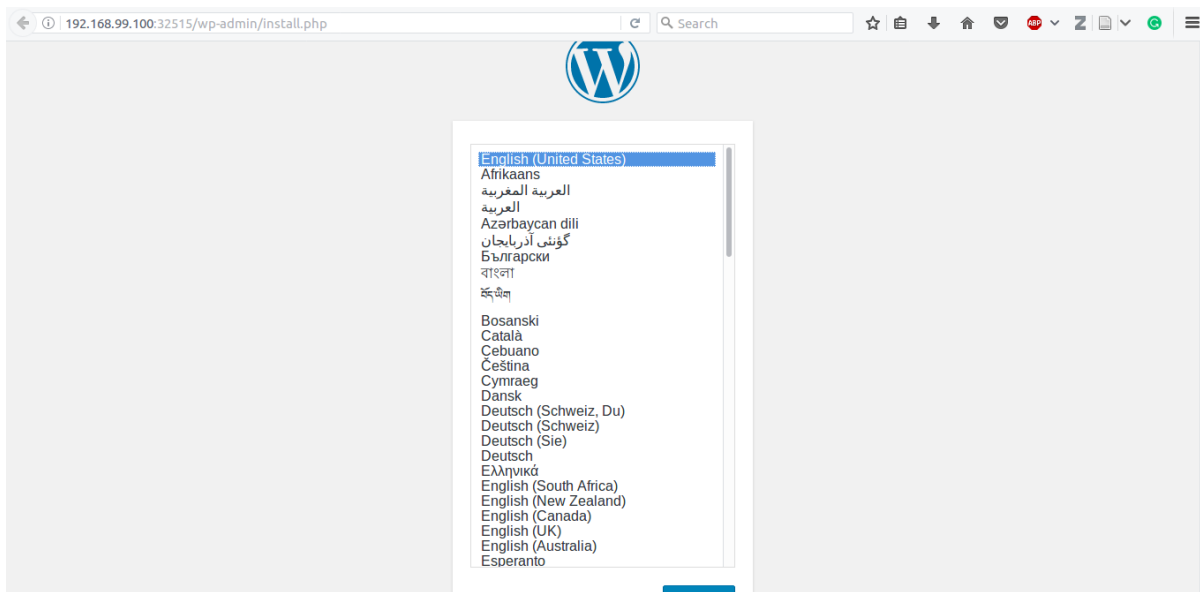 192.168.99.100:32515/wp-admin/install.php
Search
ABP
Z
G
W
English (United States)
Afrikaans
العربية المغربية
العربية
Azərbaycan dili
گؤنئی آذربایجان
Български
বাংলা
བོད་ཡིག
Bosanski
Català
Cebuano
Čeština
Cymraeg
Dansk
Deutsch (Schweiz, Du)
Deutsch (Schweiz)
Deutsch (Sie)
Deutsch
Ελληνικά
English (South Africa)
English (New Zealand)
English (Canada)
English (UK)
English (Australia)
Esperanto